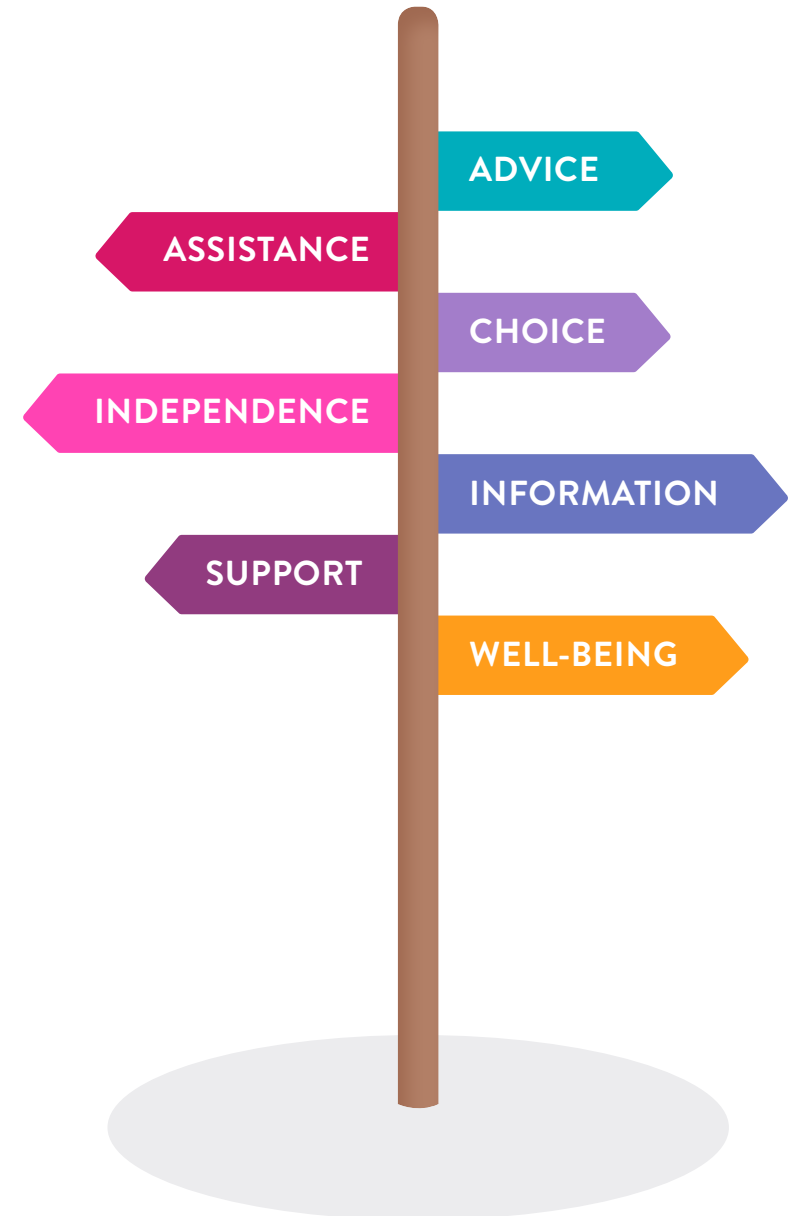 ADVICE
ASSISTANCE
CHOICE
INDEPENDENCE
INFORMATION
SUPPORT
WELL-BEING